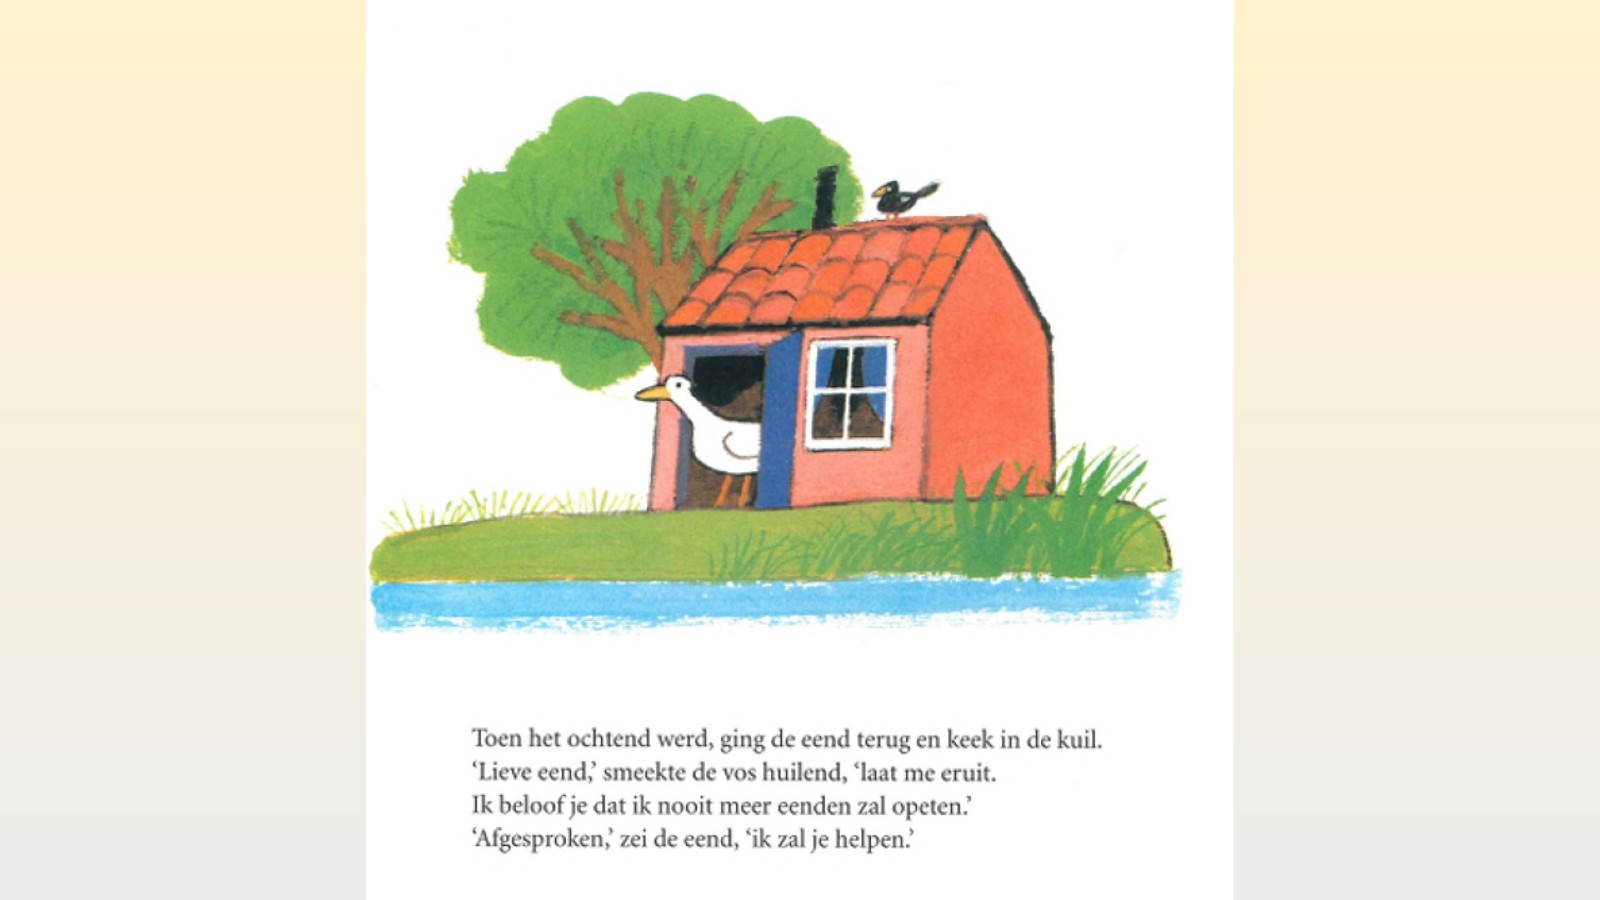 Toen het ochtend werd, ging de eend terug en keek in de kuil.
‘Lieve eend,’ smeekte de vos huilend, ‘laat me eruit.
Ik beloof je dat ik nooit meer eenden zal opeten.’
‘Afgesproken,’ zei de eend, ‘ik zal je helpen.’